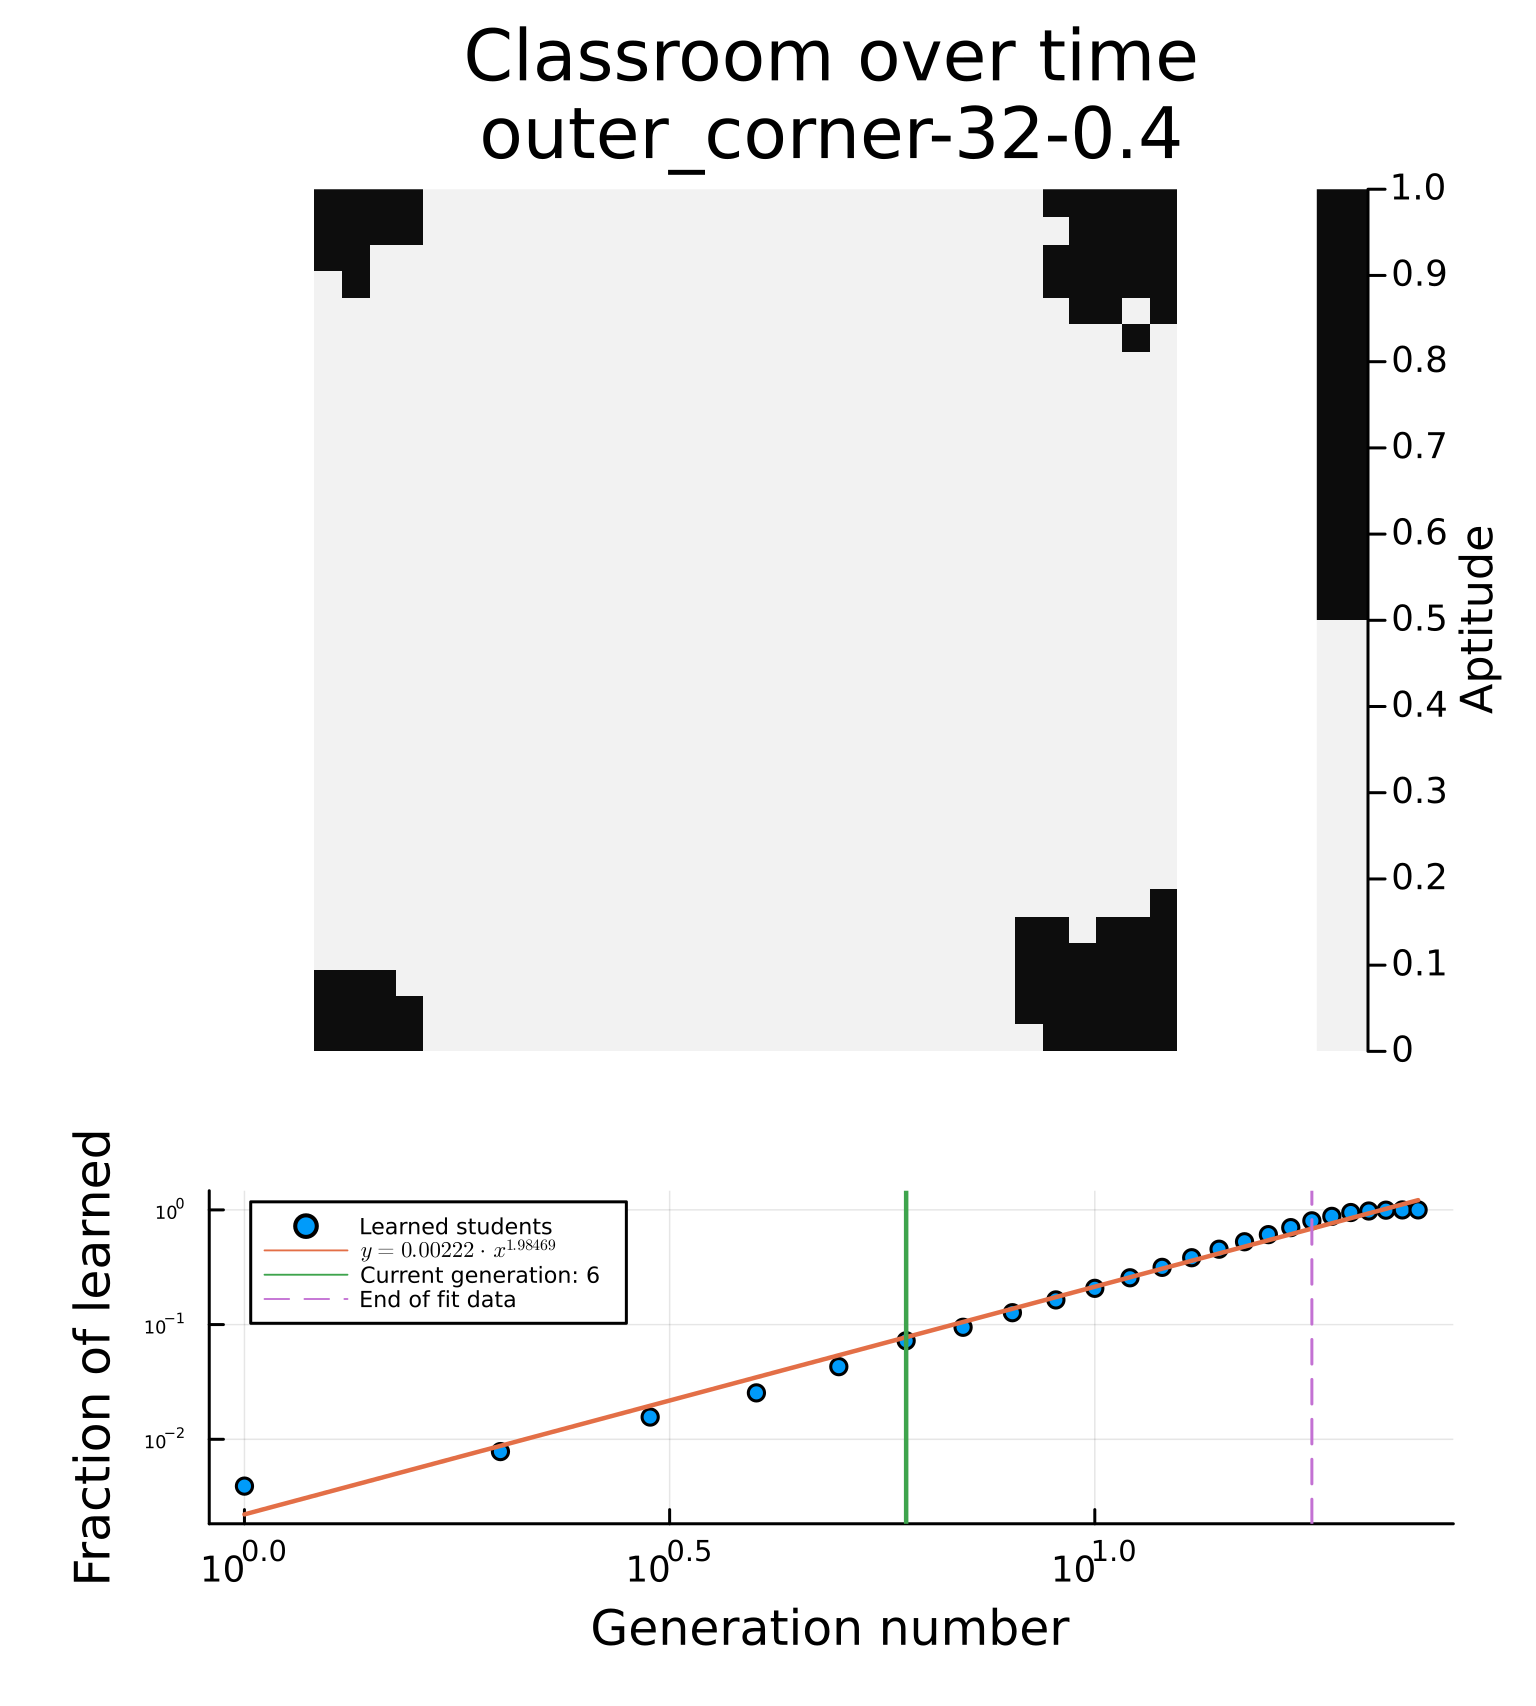 Classroom over time
outer_corner-32-0.4
1.0
0.9
0.8
0.7
0.6
0.5
0.4
0.3
0.2
0.1
0
Aptitude
Fraction of learned
10⁰
10⁻¹
10⁻²
Learned students
y = 0.00222 · x^1.98469
Current generation: 6
End of fit data
10^0.0
10^0.5
10^1.0
Generation number